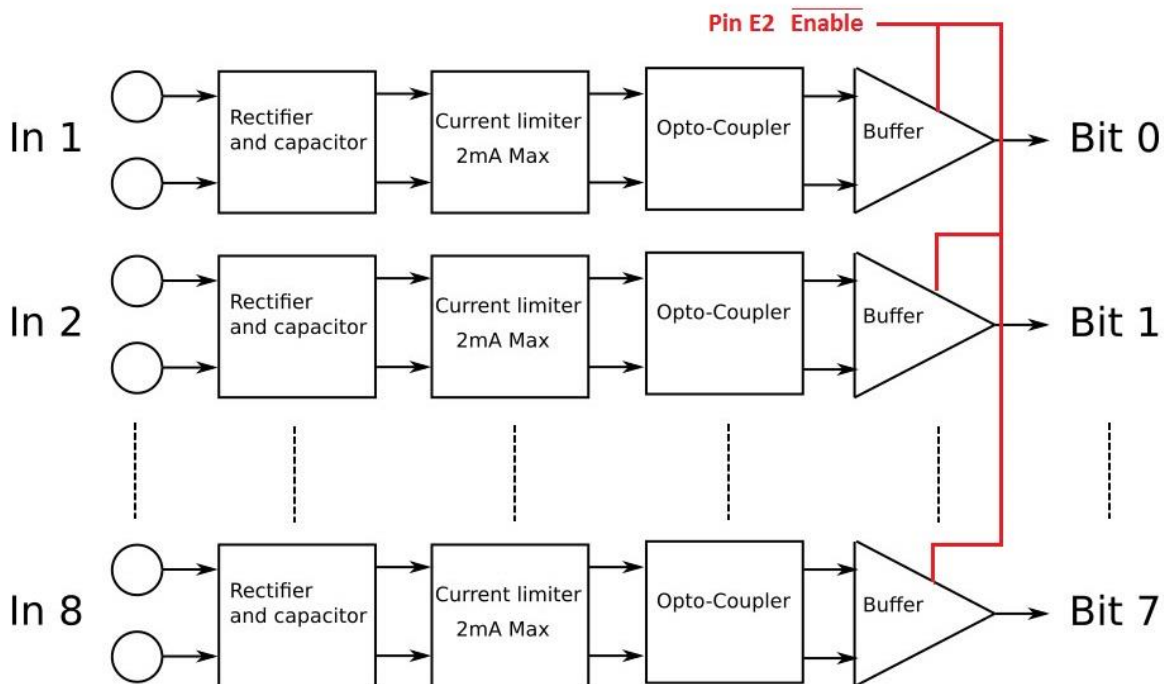 Pin E2 Enable
In 1
Rectifier
and capacitor
Current limiter
2mA Max
Opto-Coupler
Buffer
Bit 0
In 2
Rectifier
and capacitor
Current limiter
2mA Max
Opto-Coupler
Buffer
Bit 1
In 8
Rectifier
and capacitor
Current limiter
2mA Max
Opto-Coupler
Buffer
Bit 7